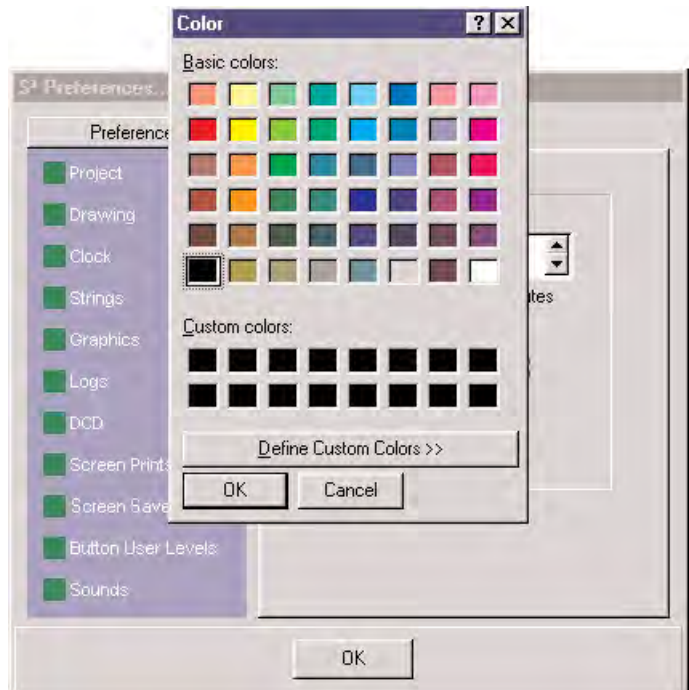 Color
? X
Basic colors:
S³ Preferences...
Preference
Project
Drawing
Clock
Strings
Graphics
Logs
DCD
Screen Prints
Screen Save
Button User Levels
Sounds
tes
Custom colors:
Define Custom Colors >>
OK Cancel
OK